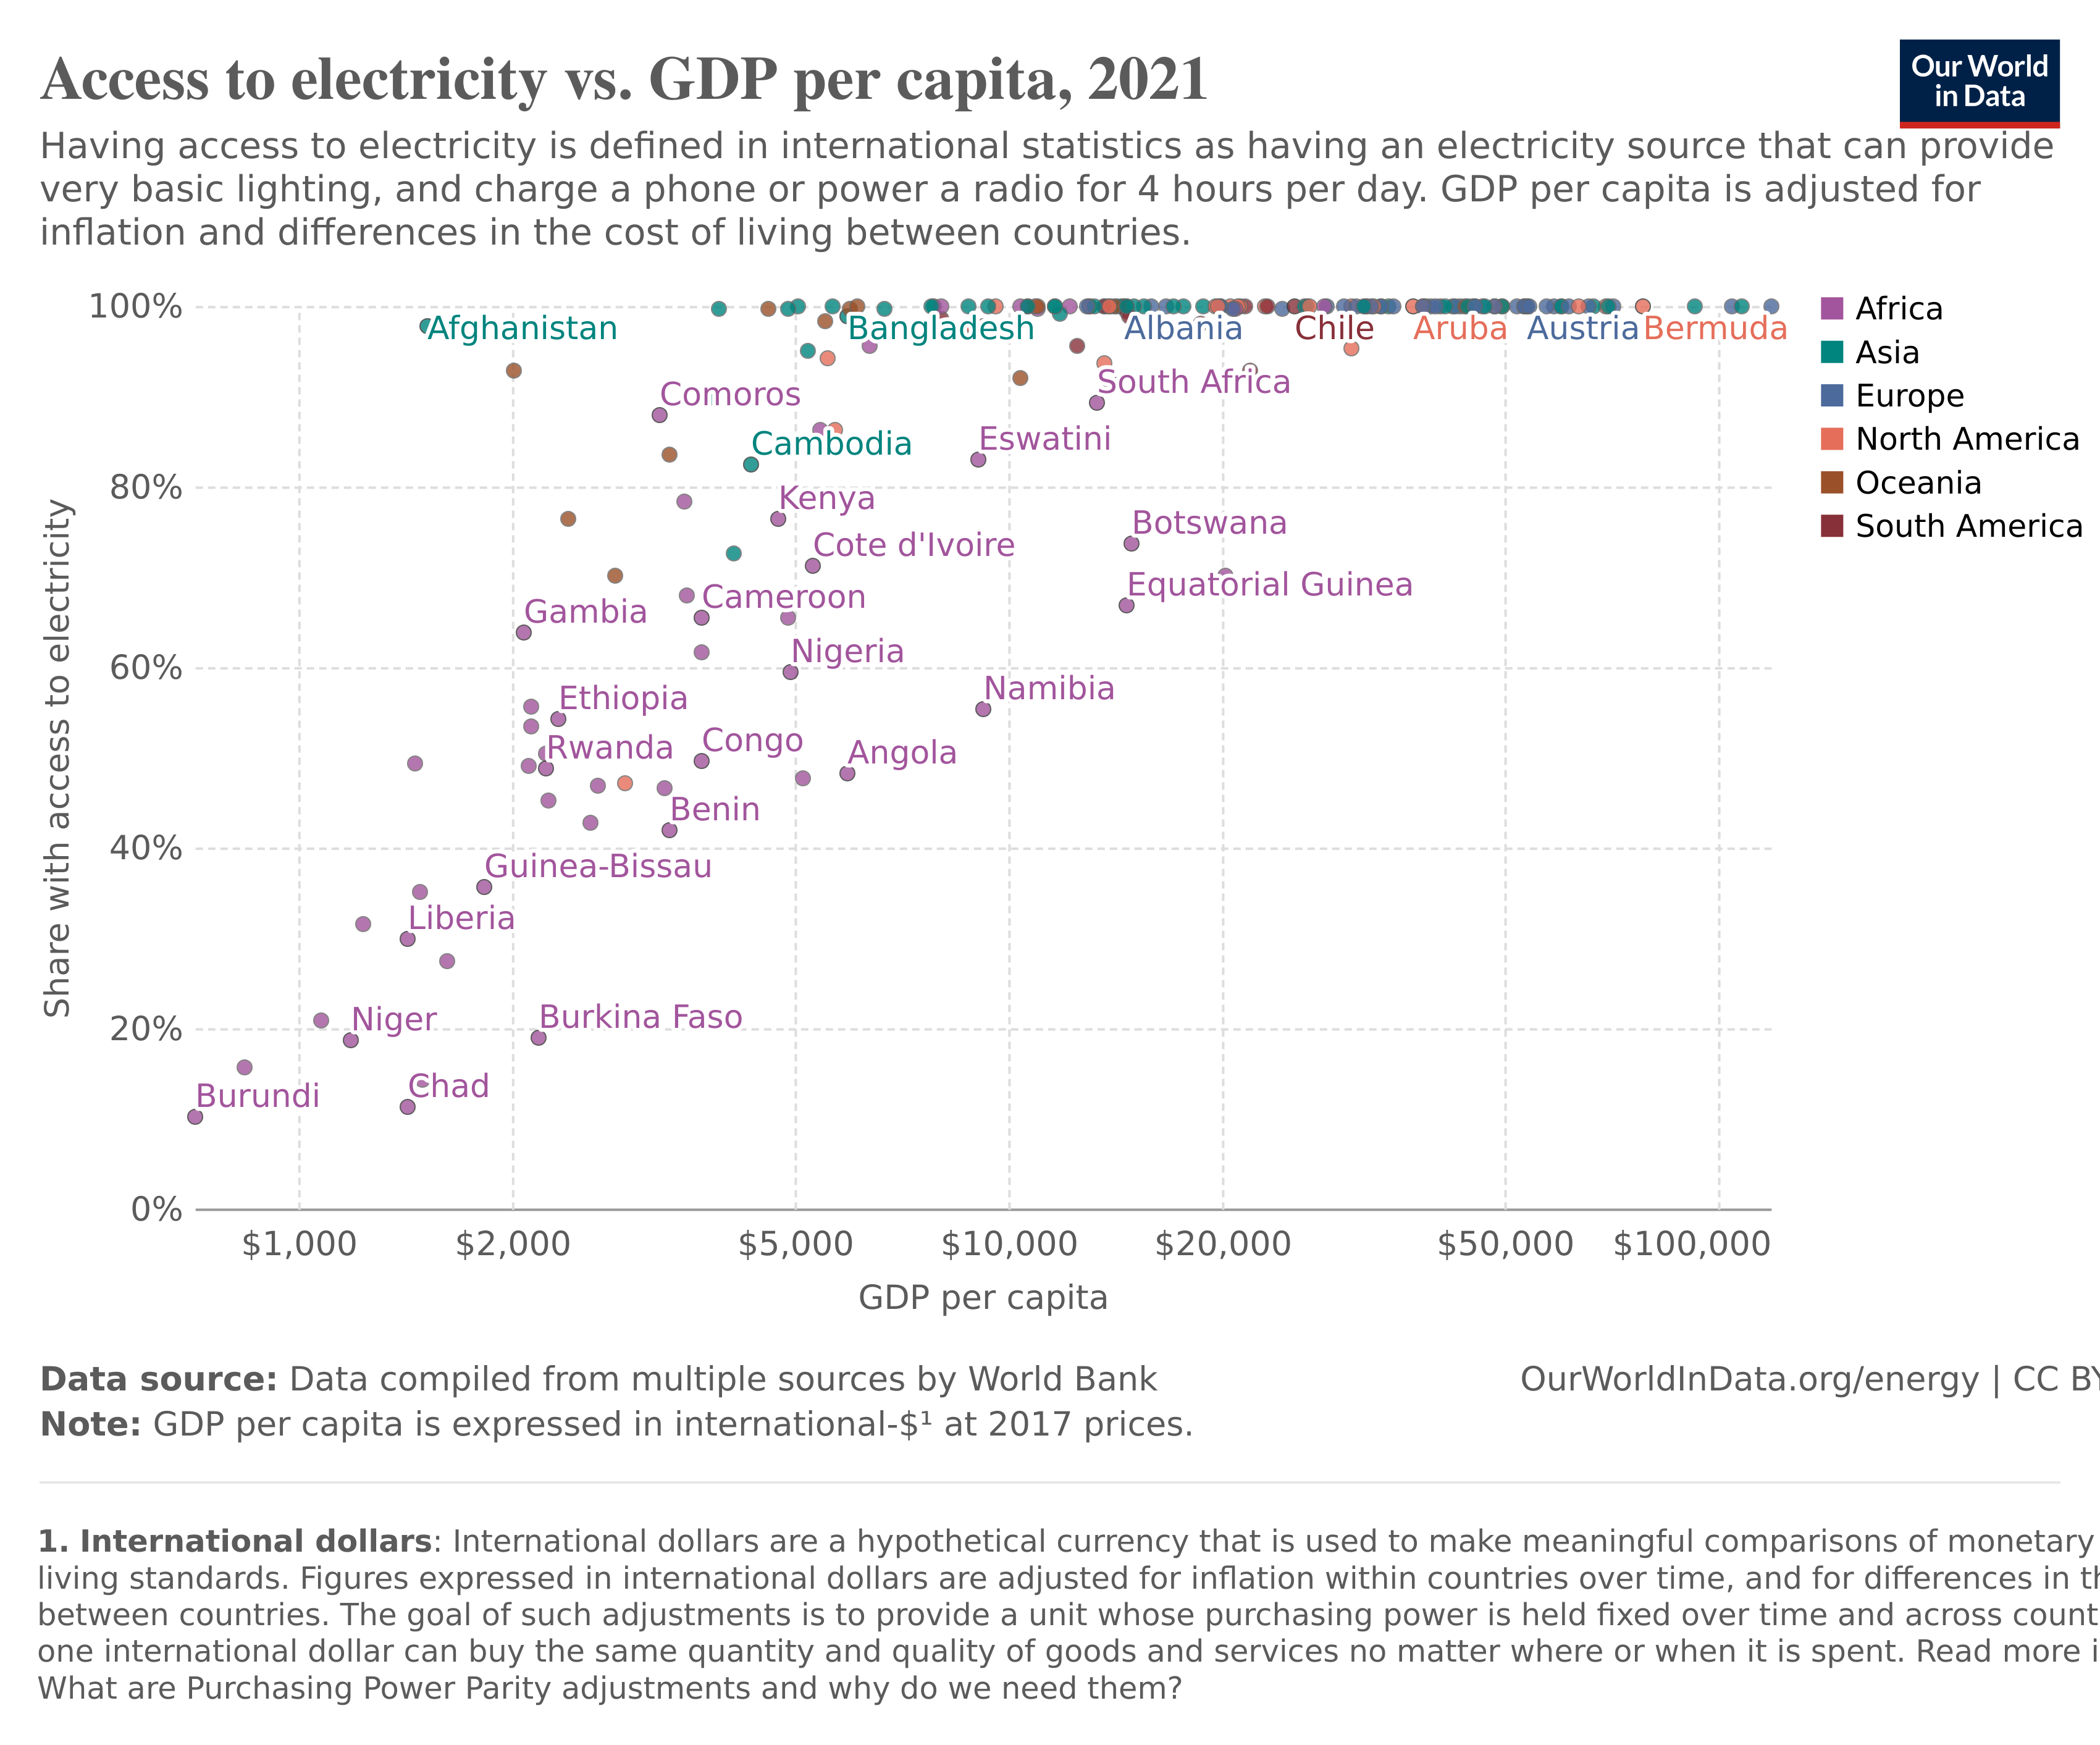 Access to electricity vs. GDP per capita, 2021
Our World
in Data
Having access to electricity is defined in international statistics as having an electricity source that can provide
very basic lighting, and charge a phone or power a radio for 4 hours per day. GDP per capita is adjusted for
inflation and differences in the cost of living between countries.
100%
80%
60%
40%
20%
0%
Share with access to electricity
Afghanistan
Bangladesh
Albania
Chile
Aruba
Austria
Bermuda
Comoros
South Africa
Cambodia
Eswatini
Kenya
Botswana
Cote d'Ivoire
Equatorial Guinea
Cameroon
Gambia
Nigeria
Namibia
Ethiopia
Rwanda
Congo
Angola
Benin
Guinea-Bissau
Liberia
Niger
Burkina Faso
Burundi
Chad
Africa
Asia
Europe
North America
Oceania
South America
$1,000
$2,000
$5,000
$10,000
$20,000
$50,000
$100,000
GDP per capita
Data source: Data compiled from multiple sources by World Bank
OurWorldInData.org/energy | CC BY
Note: GDP per capita is expressed in international-$¹ at 2017 prices.
1. International dollars: International dollars are a hypothetical currency that is used to make meaningful comparisons of monetary
living standards. Figures expressed in international dollars are adjusted for inflation within countries over time, and for differences in
between countries. The goal of such adjustments is to provide a unit whose purchasing power is held fixed over time and across
one international dollar can buy the same quantity and quality of goods and services no matter where or when it is spent. Read more
What are Purchasing Power Parity adjustments and why do we need them?